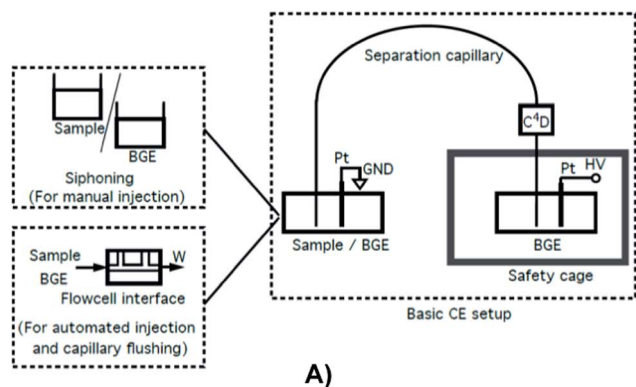 Sample
BGE
Siphoning
(For manual injection)
Sample
BGE
W
Flowcell interface
(For automated injection
and capillary flushing)
Separation capillary
C⁴D
Pt
GND
Sample / BGE
Pt
HV
BGE
Safety cage
Basic CE setup
A)